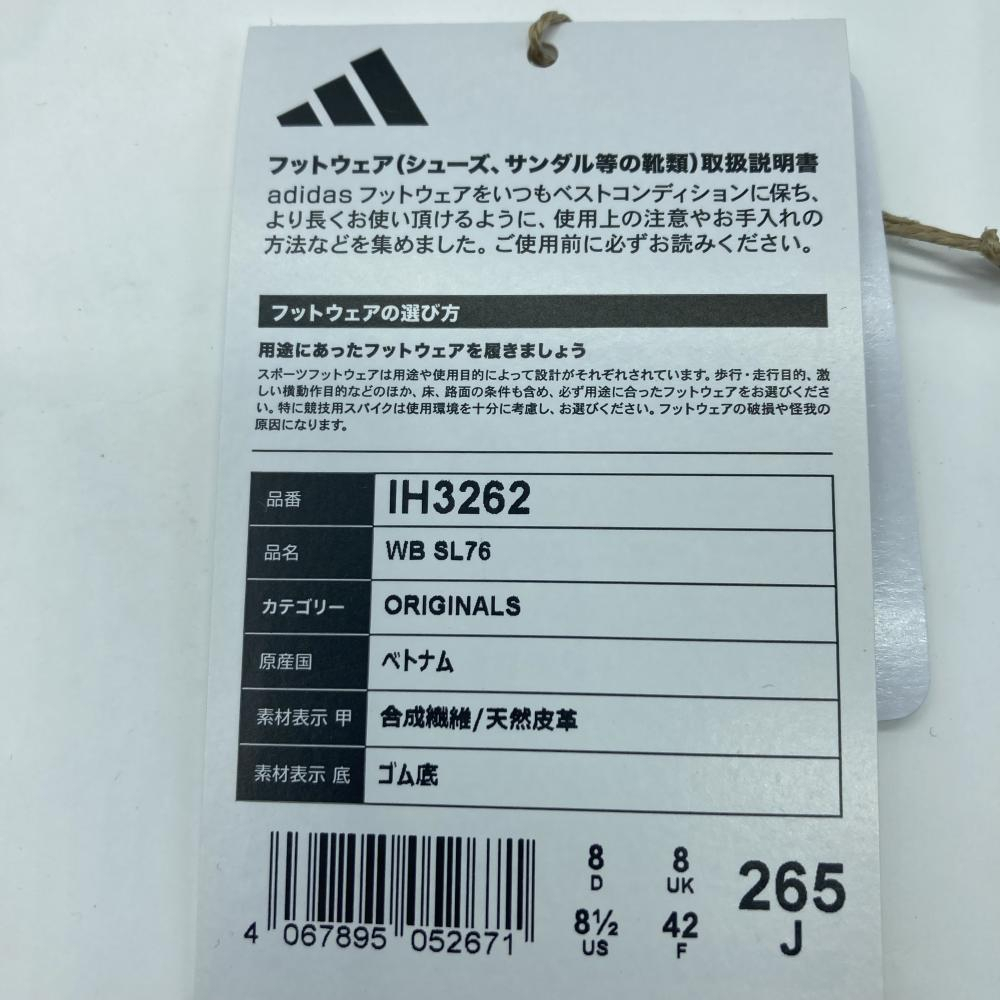 フットウェア(シューズ、サンダル等の靴類)取扱説明書
adidas フットウェアをいつもベストコンディションに保ち、
より長くお使い頂けるように、使用上の注意やお手入れの
方法などを集めました。ご使用前に必ずお読みください。
フットウェアの選び方
用途にあったフットウェアを履きましょう
スポーツフットウェアは用途や使用目的によって設計がそれぞれされています。歩行・走行目的、激
しい横動作目的などのほか、床、路面の条件も含め、必ず用途に合ったフットウェアをお選びくださ
い。特に競技用スパイクは使用環境を十分に考慮し、お選びください。フットウェアの破損や怪我の
原因になります。
品番 IH3262
品名 WB SL76
カテゴリー ORIGINALS
原産国 ベトナム
素材表示 甲 合成繊維/天然皮革
素材表示 底 ゴム底
8 8 265
D UK J
8½ 42
US F
4 067895 052671